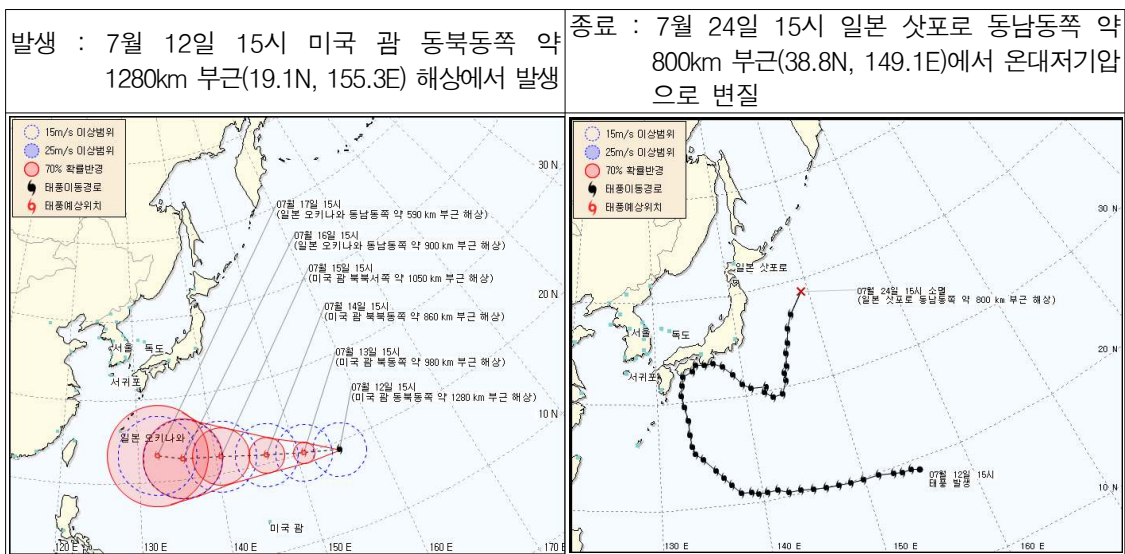 발생 : 7월 12일 15시 미국 괌 동북동쪽 약
1280km 부근(19.1N, 155.3E) 해상에서 발생
종료 : 7월 24일 15시 일본 삿포로 동남동쪽 약
800km 부근(38.8N, 149.1E)에서 온대저기압
으로 변질
15m/s 이상범위
25m/s 이상범위
70% 확률반경
태풍이동경로
태풍예상위치
30 N
20 N
10 N
07월 17일 15시
(일본 오키나와 동남동쪽 약 590 km 부근 해상)
07월 16일 15시
(일본 오키나와 동남동쪽 약 900 km 부근 해상)
07월 15일 15시
(미국 괌 북북서쪽 약 1050 km 부근 해상)
07월 14일 15시
(미국 괌 북북동쪽 약 860 km 부근 해상)
07월 13일 15시
(미국 괌 북동쪽 약 980 km 부근 해상)
07월 12일 15시
(미국 괌 동북동쪽 약 1280 km 부근 해상)
서울
독도
서귀포
일본 오키나와
미국 괌
120 E
130 E
140 E
150 E
160 E
170 E
15m/s 이상범위
25m/s 이상범위
70% 확률반경
태풍이동경로
태풍예상위치
30 N
20 N
10 N
일본 삿포로
07월 24일 15시 소멸
(일본 삿포로 동남동쪽 약 800 km 부근 해상)
서울
독도
서귀포
07월 12일 15시
태풍 발생
130 E
140 E
150 E
160 E